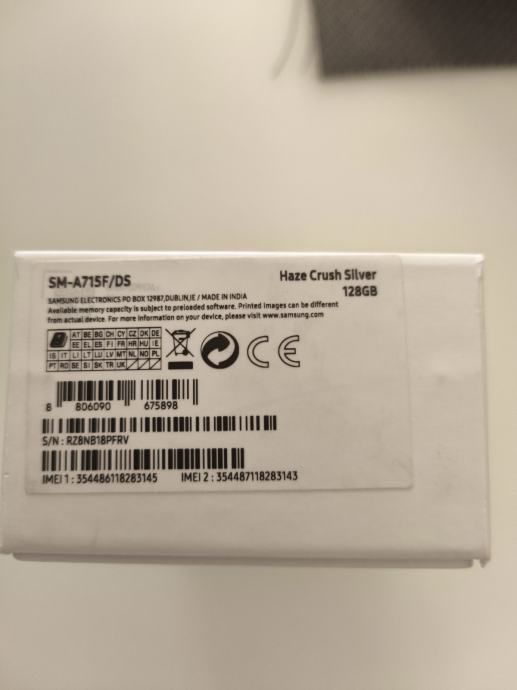 SM-A715F/DS
Haze Crush Silver
128GB
SAMSUNG ELECTRONICS PO BOX 12987,DUBLIN,IE / MADE IN INDIA
Available memory capacity is subject to preloaded software. Printed images can be different
from actual device. For more information on your device, please visit www.samsung.com
AT BE BG CH CY CZ DK DE
EE EL ES FI FR HR HU IE
IS IT LI LT LU LV MT NL NO PL
PT RO SE SI SK TR UK
CE
8 806090 675898
S/N : RZ8NB18PFRV
IMEI 1 : 354486118283145 IMEI 2 : 354487118283143